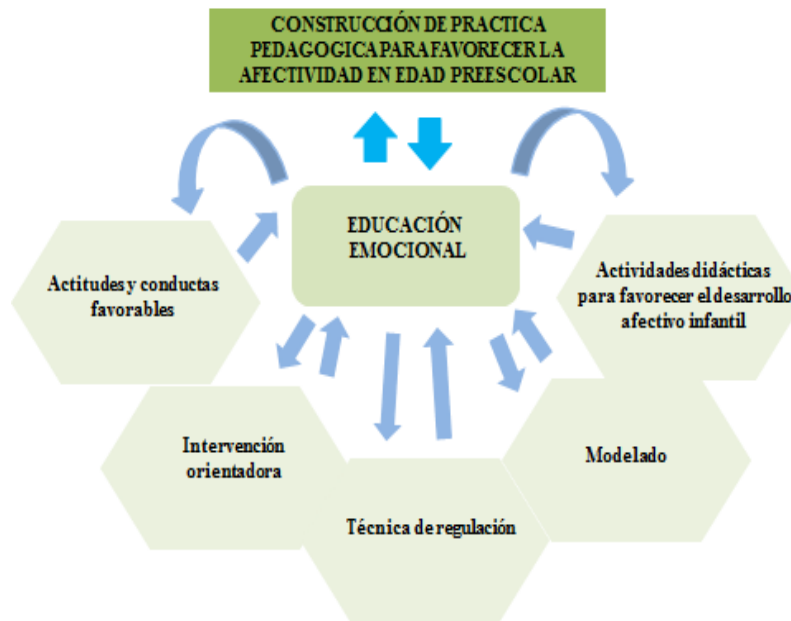 CONSTRUCCIÓN DE PRACTICA
PEDAGOGICA PARA FAVORECER LA
AFECTIVIDAD EN EDAD PREESCOLAR
EDUCACIÓN
EMOCIONAL
Actitudes y conductas
favorables
Actividades didácticas
para favorecer el desarrollo
afectivo infantil
Intervención
orientadora
Modelado
Técnica de regulación